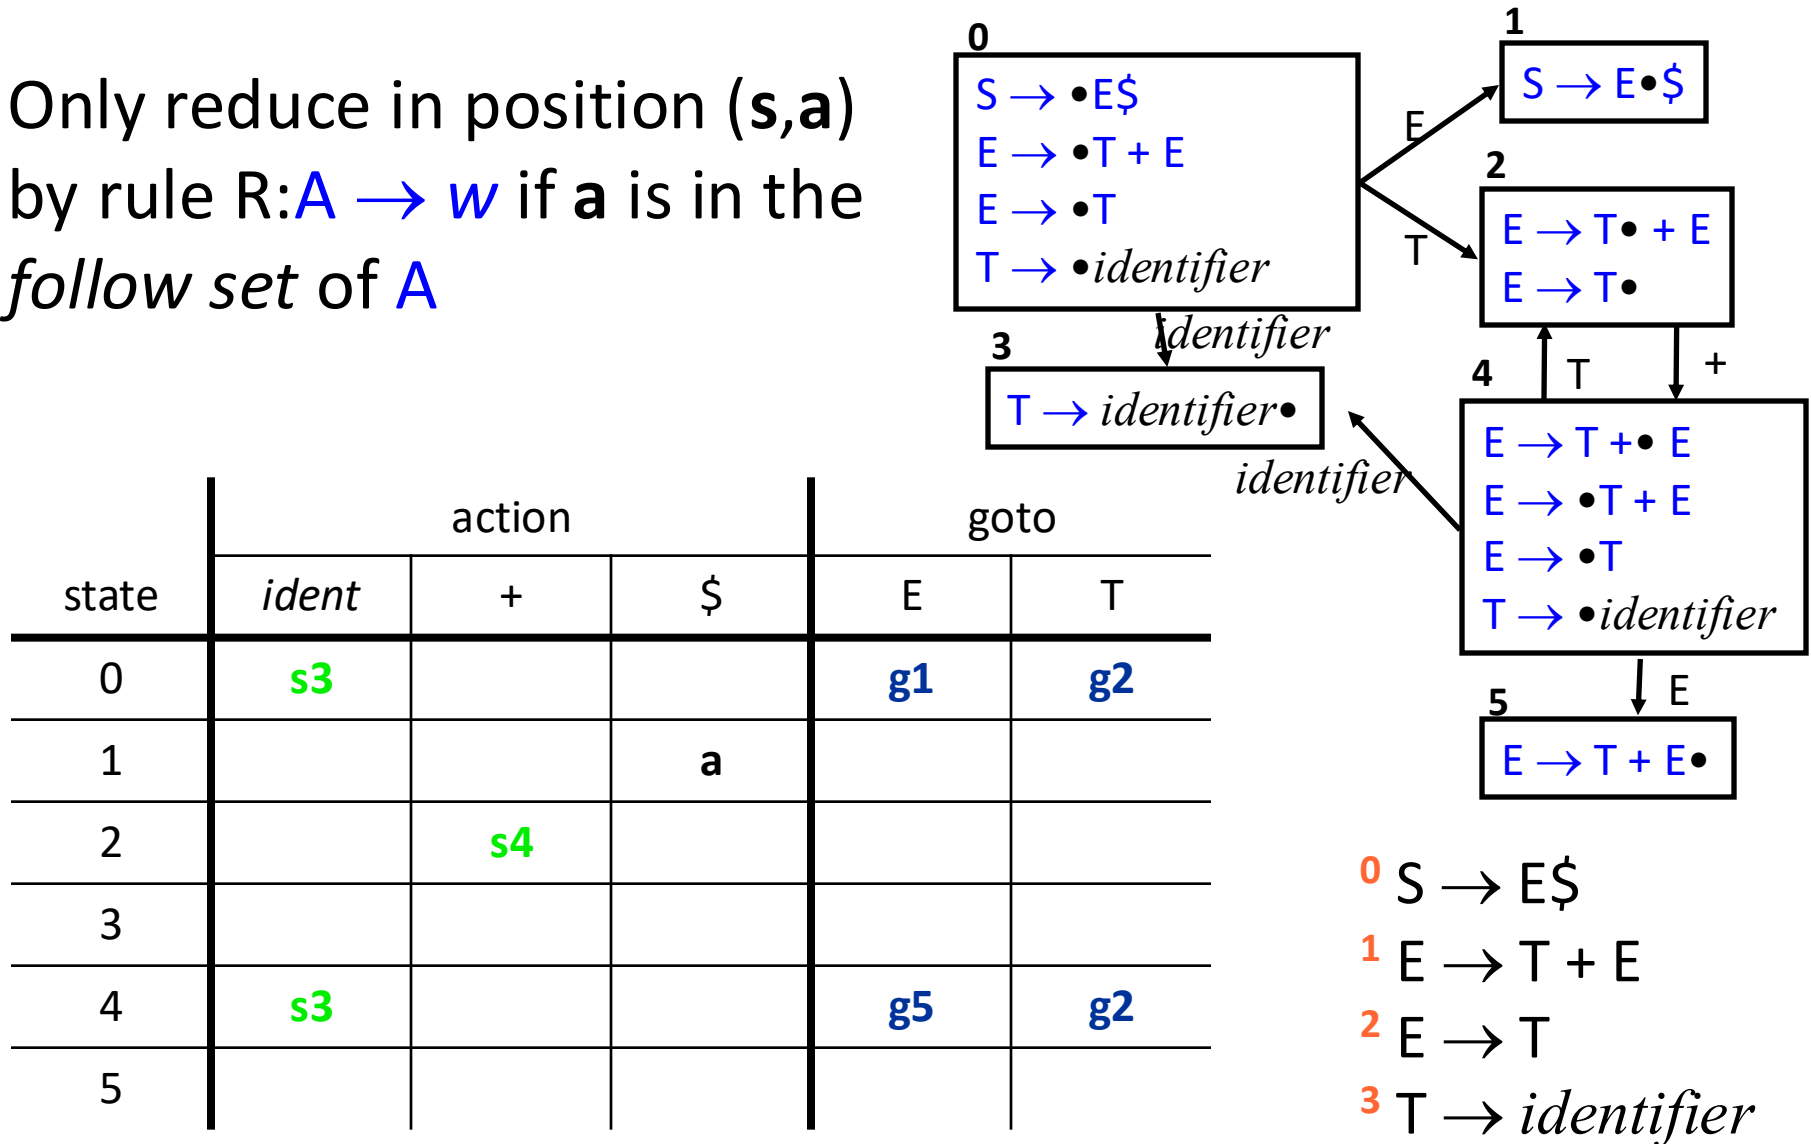 Only reduce in position (s,a)
by rule R:A → w if a is in the
follow set of A
0
S → •E$
E → •T + E
E → •T
T → •identifier
E
T
1
S → E•$
2
E → T• + E
E → T•
identifier
3
T → identifier•
identifier
T
+
4
E → T +• E
E → •T + E
E → •T
T → •identifier
E
5
E → T + E•
action goto
state ident + $ E T
0 s3 g1 g2
1 a
2 s4
3
4 s3 g5 g2
5
0 S → E$
1 E → T + E
2 E → T
3 T → identifier